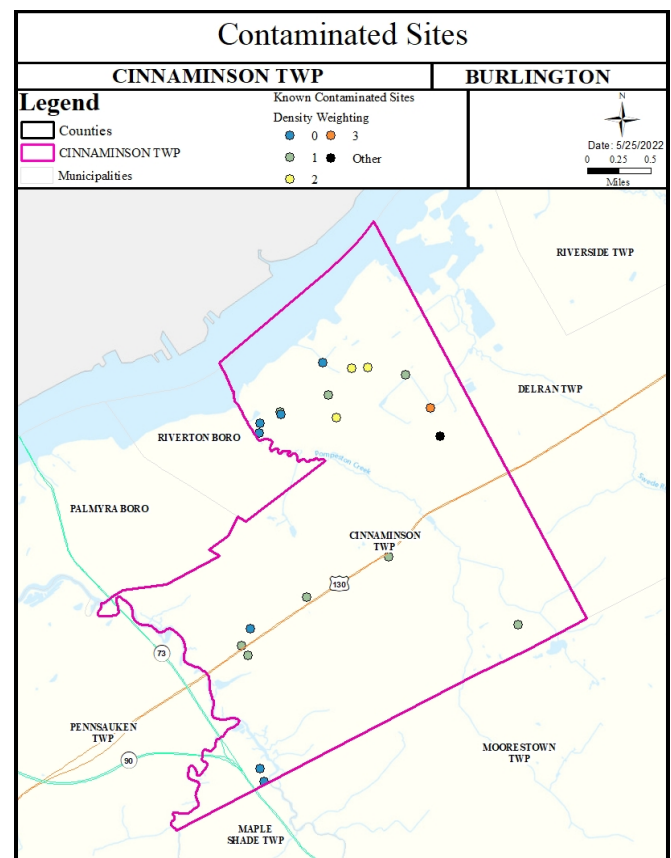 Contaminated Sites
CINNAMINSON TWP
BURLINGTON
Legend
Counties
CINNAMINSON TWP
Municipalities
Known Contaminated Sites
Density Weighting
0
3
1
Other
2
N
Date: 5/25/2022
0 0.25 0.5
Miles
RIVERSIDE TWP
DELRAN TWP
RIVERTON BORO
PALMYRA BORO
CINNAMINSON
TWP
130
73
PENNSAUKEN
TWP
90
MOORESTOWN
TWP
MAPLE
SHADE TWP